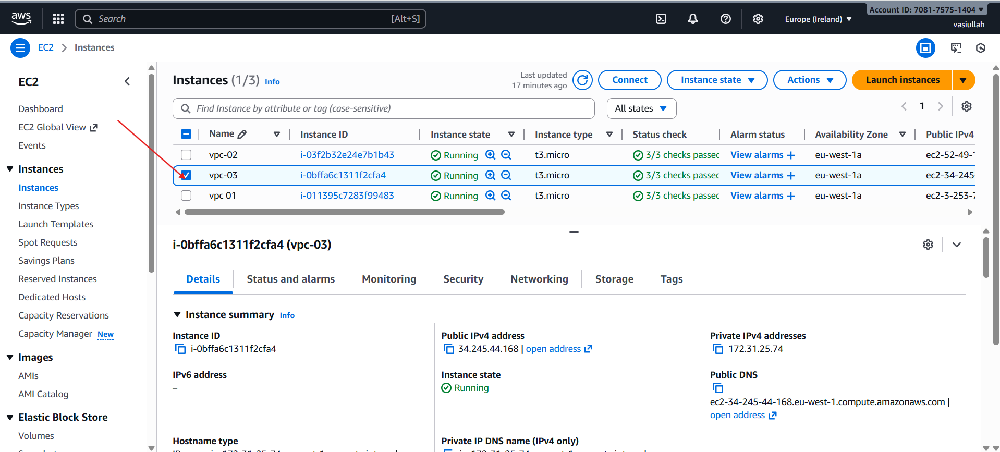 aws
Search [Alt+S]
Europe (Ireland)
Account ID: 7081-7575-1404
vasiullah
EC2 Instances
EC2
Dashboard
EC2 Global View
Events
Instances
Instances
Instance Types
Launch Templates
Spot Requests
Savings Plans
Reserved Instances
Dedicated Hosts
Capacity Reservations
Capacity Manager New
Images
AMIs
AMI Catalog
Elastic Block Store
Volumes
Instances (1/3) Info
Last updated
17 minutes ago
Connect
Instance state
Actions
Launch instances
Find Instance by attribute or tag (case-sensitive)
All states
1
Name Instance ID Instance state Instance type Status check Alarm status Availability Zone Public IPv4
vpc-02 i-03f2b32e24e7b1b43 Running t3.micro 3/3 checks passed View alarms + eu-west-1a ec2-52-49-1
vpc-03 i-0bffa6c1311f2cfa4 Running t3.micro 3/3 checks passed View alarms + eu-west-1a ec2-34-245-
vpc 01 i-011395c7283f99483 Running t3.micro 3/3 checks passed View alarms + eu-west-1a ec2-3-253-7
i-0bffa6c1311f2cfa4 (vpc-03)
Details Status and alarms Monitoring Security Networking Storage Tags
Instance summary Info
Instance ID
i-0bffa6c1311f2cfa4
Public IPv4 address
34.245.44.168 | open address
Private IPv4 addresses
172.31.25.74
IPv6 address
–
Instance state
Running
Public DNS
ec2-34-245-44-168.eu-west-1.compute.amazonaws.com |
open address
Hostname type
Private IP DNS name (IPv4 only)